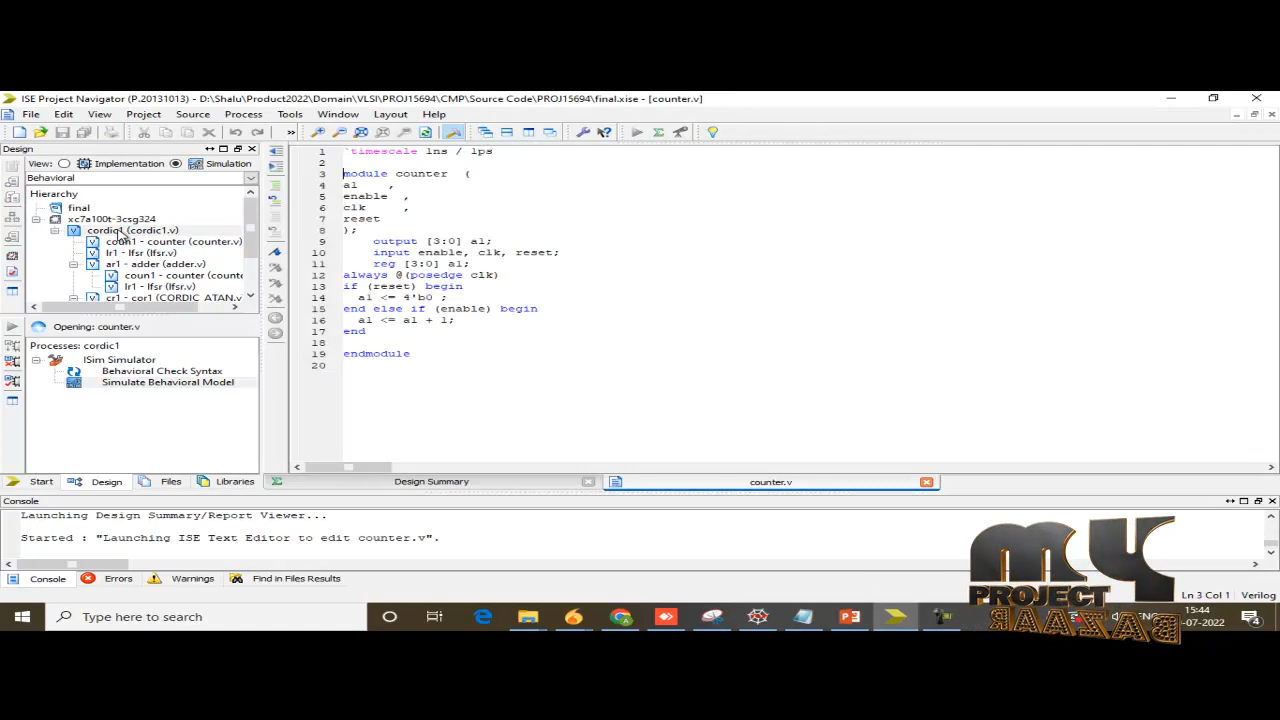 ISE Project Navigator (P.20131013) - D:\Shalu\Product2022\Domain\VLSI\PROJ15694\CMP\Source Code\PROJ15694\final.xise - [counter.v]
File Edit View Project Source Process Tools Window Layout Help
Design
View: Implementation Simulation
Behavioral
Hierarchy
final
xc7a100t-3csg324
cordic1 (cordic1.v)
coun1 - counter (counter.v)
lr1 - lfsr (lfsr.v)
ar1 - adder (adder.v)
coun1 - counter (counte
lr1 - lfsr (lfsr.v)
cr1 - cor1 (CORDIC_ATAN.v)
Opening: counter.v
Processes: cordic1
ISim Simulator
Behavioral Check Syntax
Simulate Behavioral Model
Start Design Files Libraries
1 `timescale 1ns / 1ps
2
3 module counter (
4 a1 ,
5 enable ,
6 clk ,
7 reset
8 );
9 output [3:0] a1;
10 input enable, clk, reset;
11 reg [3:0] a1;
12 always @(posedge clk)
13 if (reset) begin
14 a1 <= 4'b0 ;
15 end else if (enable) begin
16 a1 <= a1 + 1;
17 end
18
19 endmodule
20
Design Summary counter.v
Console
Launching Design Summary/Report Viewer...
Started : "Launching ISE Text Editor to edit counter.v".
Console Errors Warnings Find in Files Results
Ln 3 Col 1 Verilog
MY
PROJECT
BAZAAR
Type here to search
15:44
-07-2022
4